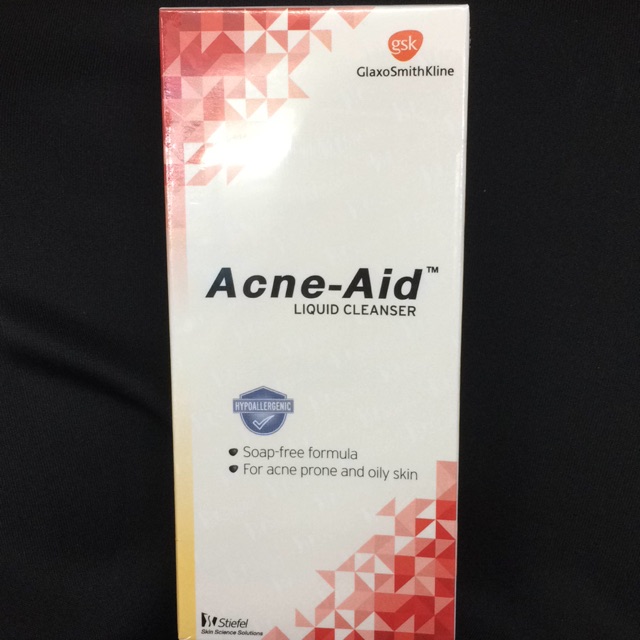 gsk
GlaxoSmithKline
Acne-Aid™
LIQUID CLEANSER
HYPOALLERGENIC
Soap-free formula
For acne prone and oily skin
Stiefel
Skin Science Solutions